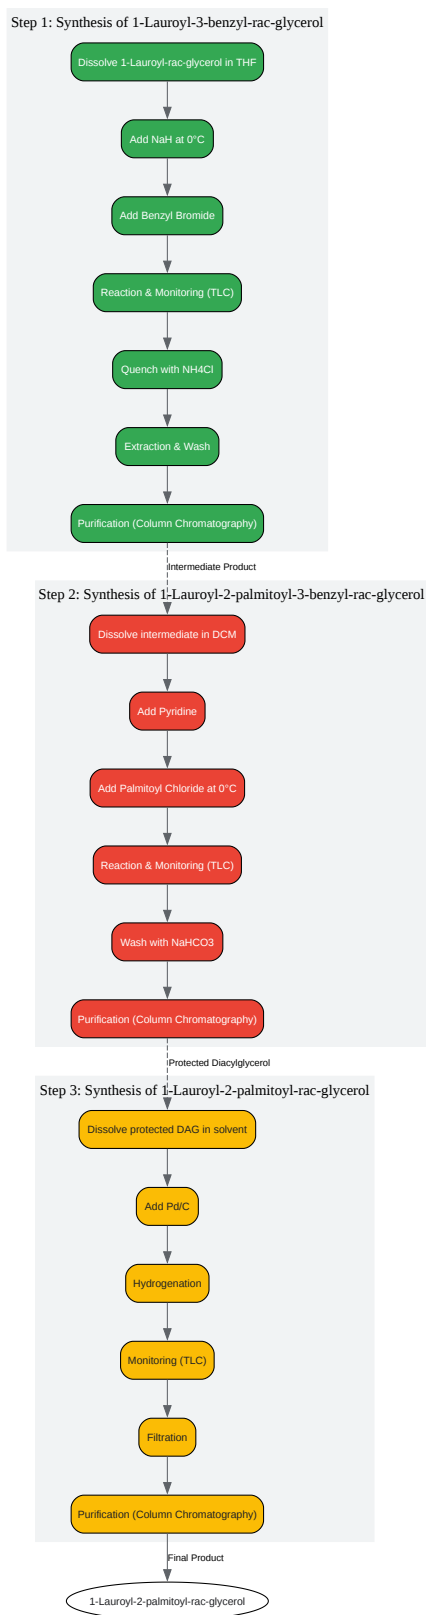 Step 1: Synthesis of 1-Lauroyl-3-benzyl-rac-glycerol
Dissolve 1-Lauroyl-rac-glycerol in THF
Add NaH at 0°C
Add Benzyl Bromide
Reaction & Monitoring (TLC)
Quench with NH4Cl
Extraction & Wash
Purification (Column Chromatography)
Intermediate Product
Step 2: Synthesis of 1-Lauroyl-2-palmitoyl-3-benzyl-rac-glycerol
Dissolve intermediate in DCM
Add Pyridine
Add Palmitoyl Chloride at 0°C
Reaction & Monitoring (TLC)
Wash with NaHCO3
Purification (Column Chromatography)
Protected Diacylglycerol
Step 3: Synthesis of 1-Lauroyl-2-palmitoyl-rac-glycerol
Dissolve protected DAG in solvent
Add Pd/C
Hydrogenation
Monitoring (TLC)
Filtration
Purification (Column Chromatography)
Final Product
1-Lauroyl-2-palmitoyl-rac-glycerol